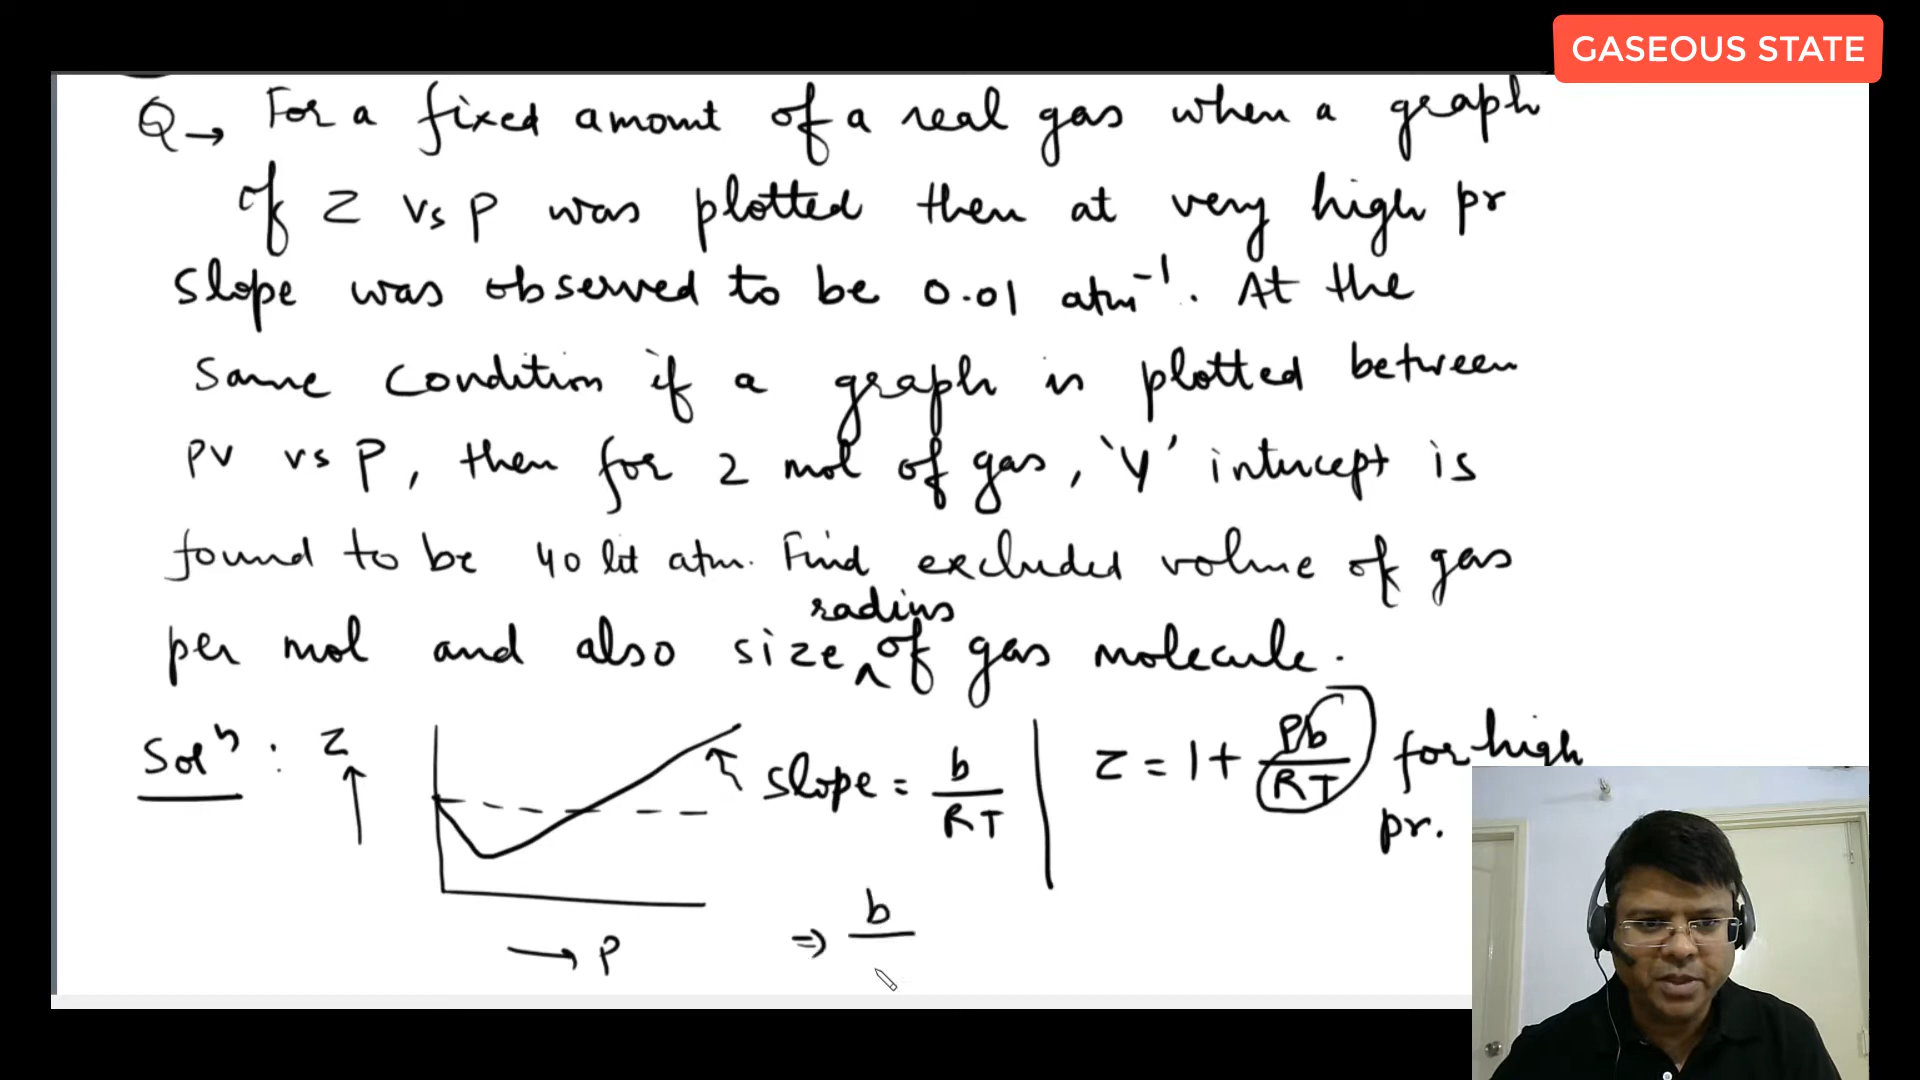 GASEOUS STATE
Q→ For a fixed amount of a real gas when a graph
of Z vs P was plotted then at very high pr
slope was observed to be 0.01 atm⁻¹. At the
same condition if a graph is plotted between
PV vs P, then for 2 mol of gas, 'Y' intercept is
found to be 40 lit atm. Find excluded volume of gas
radius
per mol and also size ^ of gas molecule.
Solⁿ : Z ↑ slope = b/RT | Z = 1 + Pb/RT for high
pr.
→ P ⇒ b